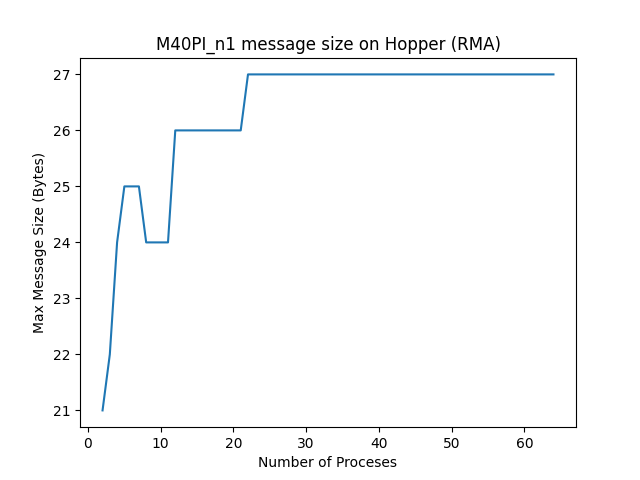 M40PI_n1 message size on Hopper (RMA)
Max Message Size (Bytes)
27
26
25
24
23
22
21
0 10 20 30 40 50 60
Number of Proceses